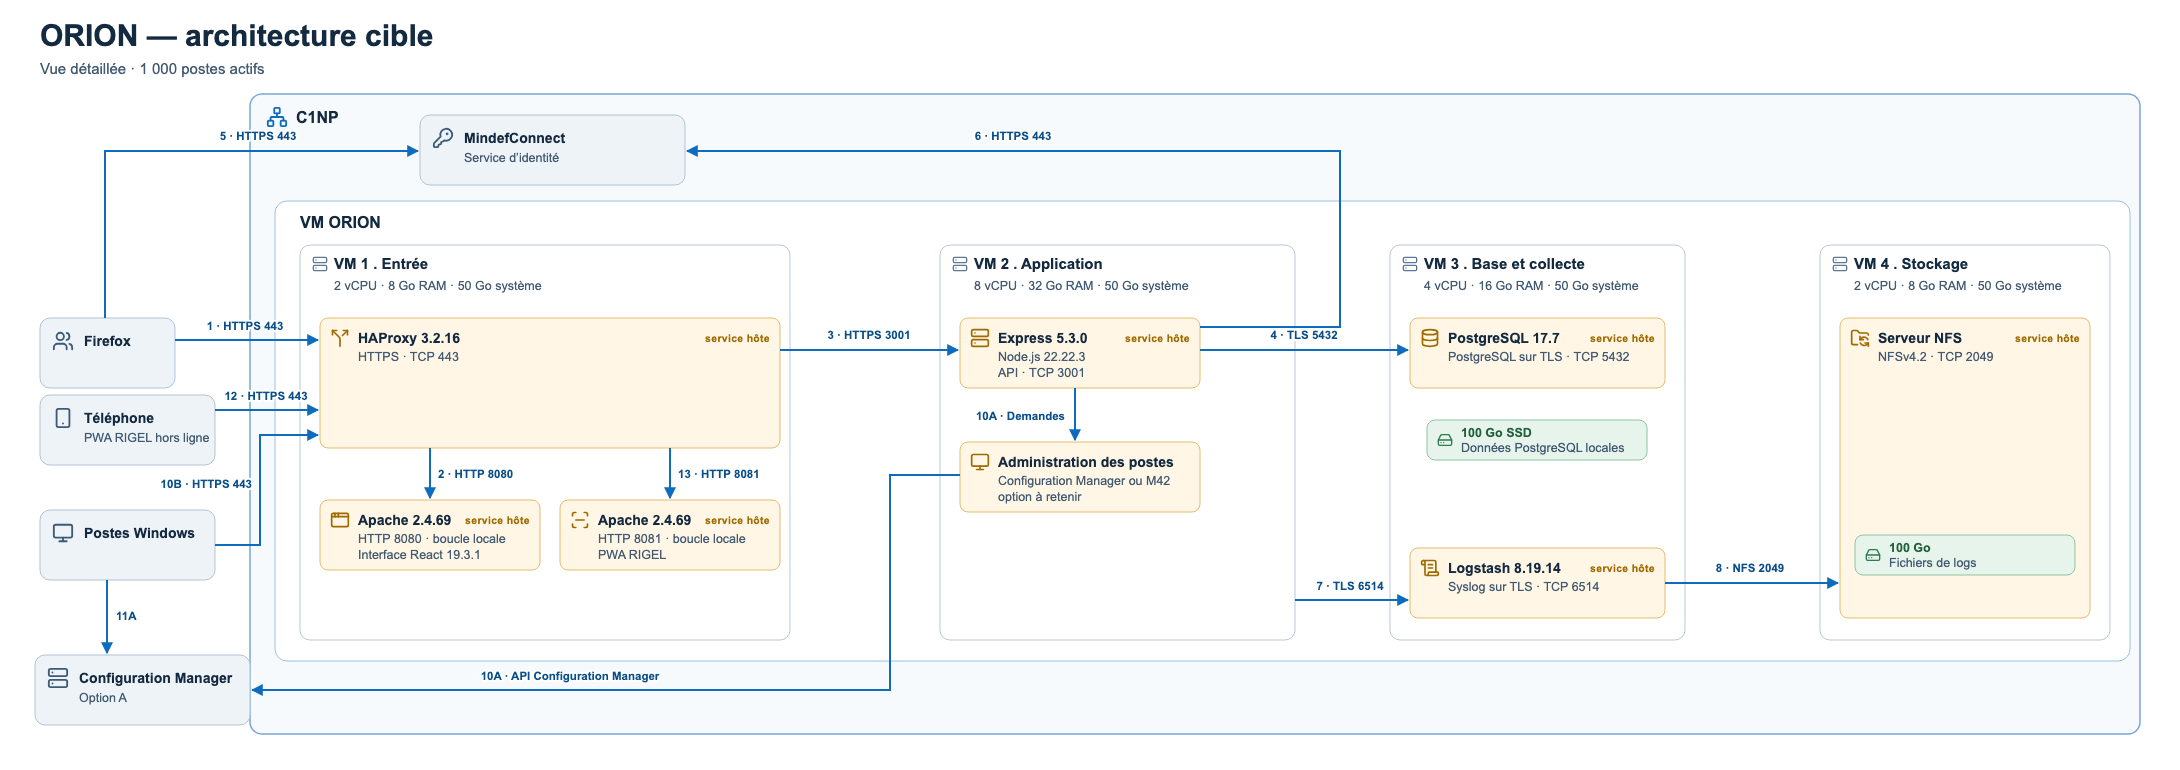 ORION — architecture cible
Vue détaillée · 1 000 postes actifs
C1NP
5 · HTTPS 443
MindefConnect
Service d'identité
6 · HTTPS 443
VM ORION
VM 1 . Entrée
2 vCPU · 8 Go RAM · 50 Go système
VM 2 . Application
8 vCPU · 32 Go RAM · 50 Go système
VM 3 . Base et collecte
4 vCPU · 16 Go RAM · 50 Go système
VM 4 . Stockage
2 vCPU · 8 Go RAM · 50 Go système
Firefox
1 · HTTPS 443
HAProxy 3.2.16
service hôte
HTTPS · TCP 443
3 · HTTPS 3001
Express 5.3.0
service hôte
Node.js 22.22.3
API · TCP 3001
4 · TLS 5432
PostgreSQL 17.7
service hôte
PostgreSQL sur TLS · TCP 5432
Serveur NFS
service hôte
NFSv4.2 · TCP 2049
12 · HTTPS 443
Téléphone
PWA RIGEL hors ligne
10A · Demandes
100 Go SSD
Données PostgreSQL locales
10B · HTTPS 443
2 · HTTP 8080
13 · HTTP 8081
Administration des postes
Configuration Manager ou M42
option à retenir
Postes Windows
Apache 2.4.69
service hôte
HTTP 8080 · boucle locale
Interface React 19.3.1
Apache 2.4.69
service hôte
HTTP 8081 · boucle locale
PWA RIGEL
100 Go
Fichiers de logs
7 · TLS 6514
Logstash 8.19.14
service hôte
Syslog sur TLS · TCP 6514
8 · NFS 2049
11A
Configuration Manager
Option A
10A · API Configuration Manager